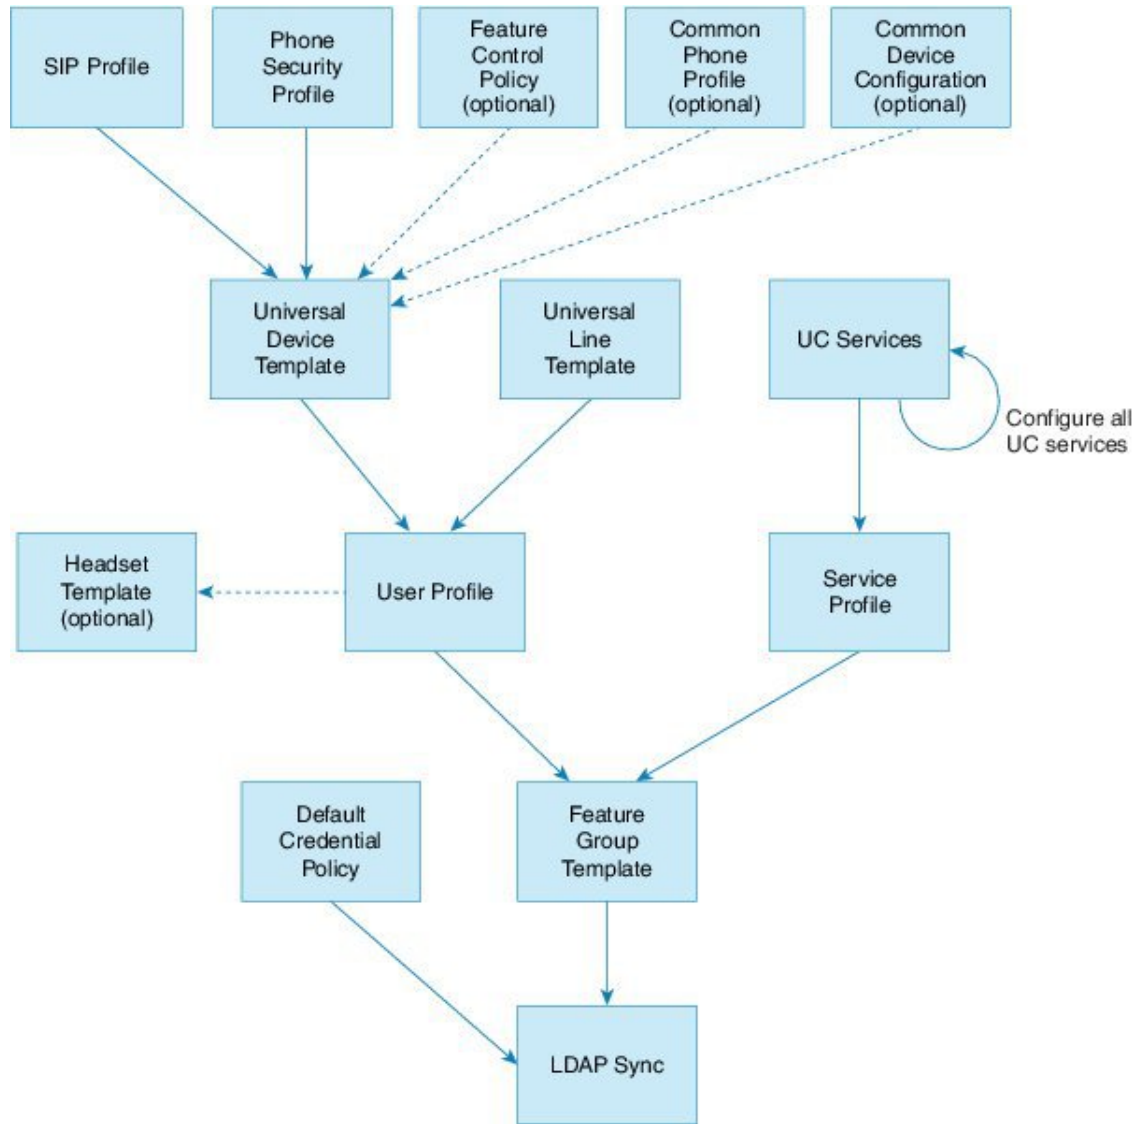 SIP Profile
Phone
Security
Profile
Feature
Control
Policy
(optional)
Common
Phone
Profile
(optional)
Common
Device
Configuration
(optional)
Universal
Device
Template
Universal
Line
Template
UC Services
Configure all
UC services
Headset
Template
(optional)
User Profile
Service
Profile
Default
Credential
Policy
Feature
Group
Template
LDAP Sync